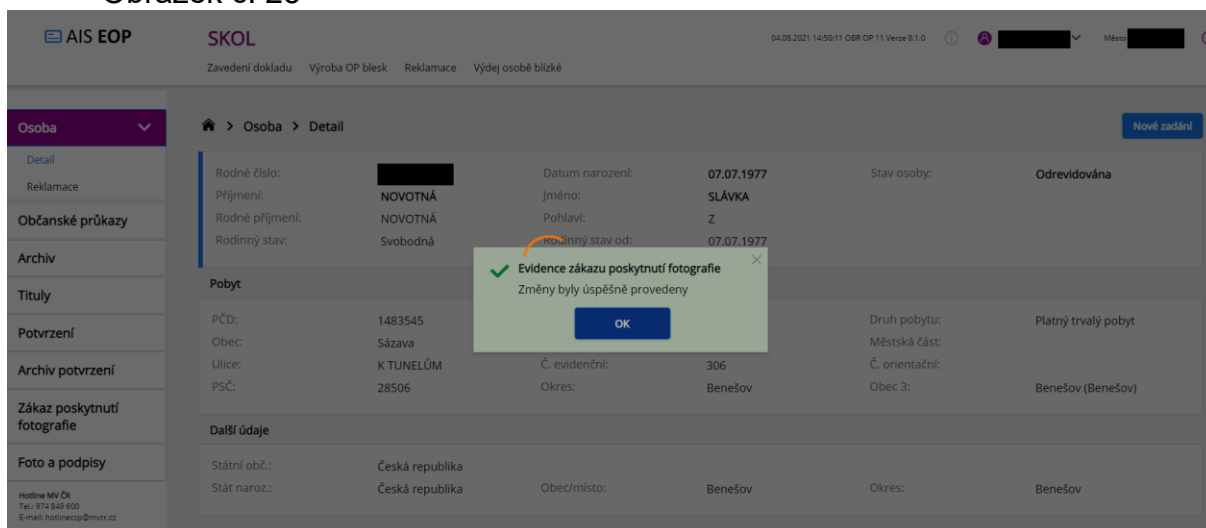 AIS EOP
SKOL
04.08.2021 14:50:11 OBR OP 11 Verze 8.1.0
Město
Zavedení dokladu Výroba OP blesk Reklamace Výdej osobě blízké
Osoba
Detail
Reklamace
Občanské průkazy
Archiv
Tituly
Potvrzení
Archiv potvrzení
Zákaz poskytnutí
fotografie
Foto a podpisy
Hotline MV ČR
Tel.: 974 849 600
E-mail: hotlineczp@mvcr.cz
Osoba > Detail
Nové zadání
Rodné číslo: Datum narození: 07.07.1977 Stav osoby: Odrevidována
Příjmení: NOVOTNÁ Jméno: SLÁVKA
Rodné příjmení: NOVOTNÁ Pohlaví: Z
Rodinný stav: Svobodná Rodinný stav od: 07.07.1977
Evidence zákazu poskytnutí fotografie
Změny byly úspěšně provedeny
OK
Pobyt
PČD: 1483545 Druh pobytu: Platný trvalý pobyt
Obec: Sázava Městská část:
Ulice: K TUNELŮM Č. evidenční: 306 Č. orientační:
PSČ: 28506 Okres: Benešov Obec 3: Benešov (Benešov)
Další údaje
Státní obč.: Česká republika
Stát naroz.: Česká republika Obec/místo: Benešov Okres: Benešov